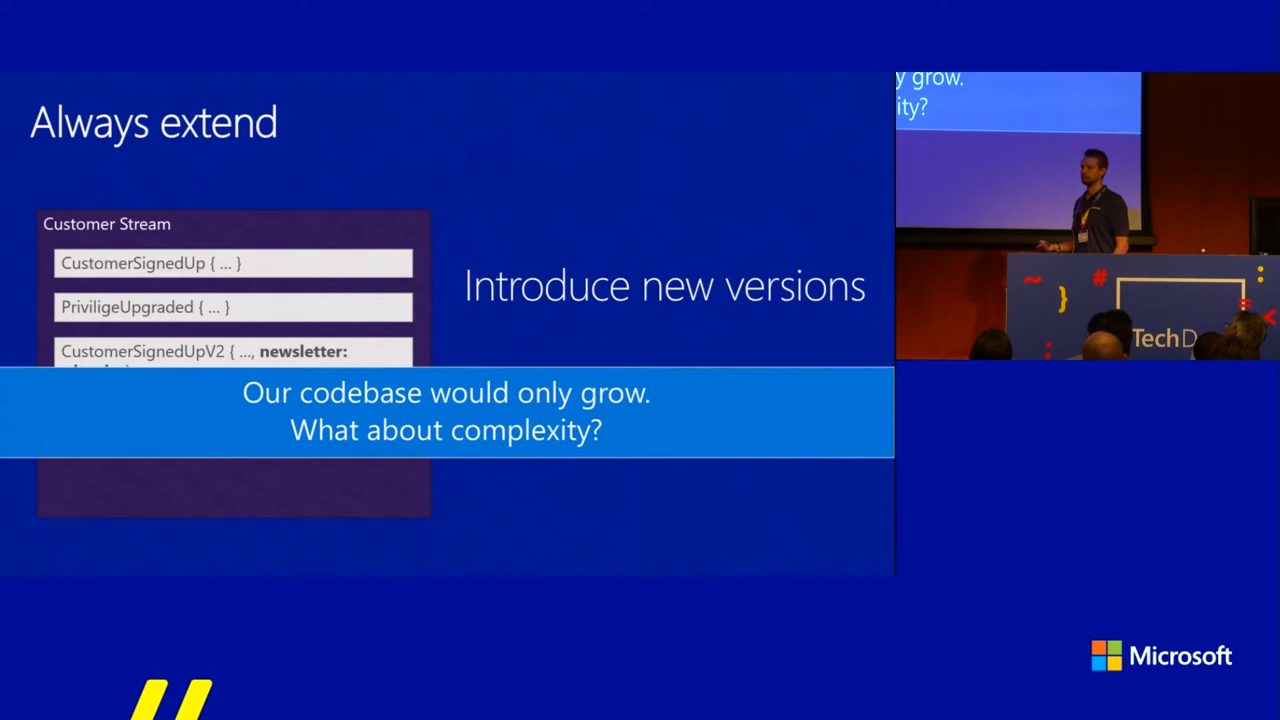 Always extend
Customer Stream
CustomerSignedUp { ... }
PriviligeUpgraded { ... }
CustomerSignedUpV2 { ..., newsletter:
Introduce new versions
Our codebase would only grow.
What about complexity?
y grow.
ity?
~
}
#
:
=
<
TechD
Microsoft
//